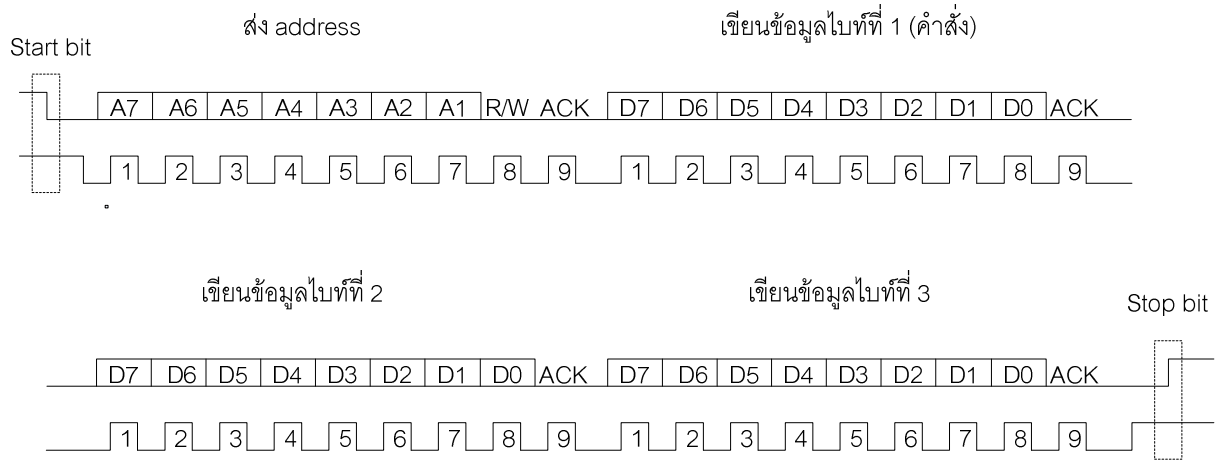 ส่ง address
เขียนข้อมูลไบท์ที่ 1 (คำสั่ง)
Start bit
A7 A6 A5 A4 A3 A2 A1 R/W ACK D7 D6 D5 D4 D3 D2 D1 D0 ACK
1 2 3 4 5 6 7 8 9 1 2 3 4 5 6 7 8 9
เขียนข้อมูลไบท์ที่ 2
เขียนข้อมูลไบท์ที่ 3
Stop bit
D7 D6 D5 D4 D3 D2 D1 D0 ACK D7 D6 D5 D4 D3 D2 D1 D0 ACK
1 2 3 4 5 6 7 8 9 1 2 3 4 5 6 7 8 9